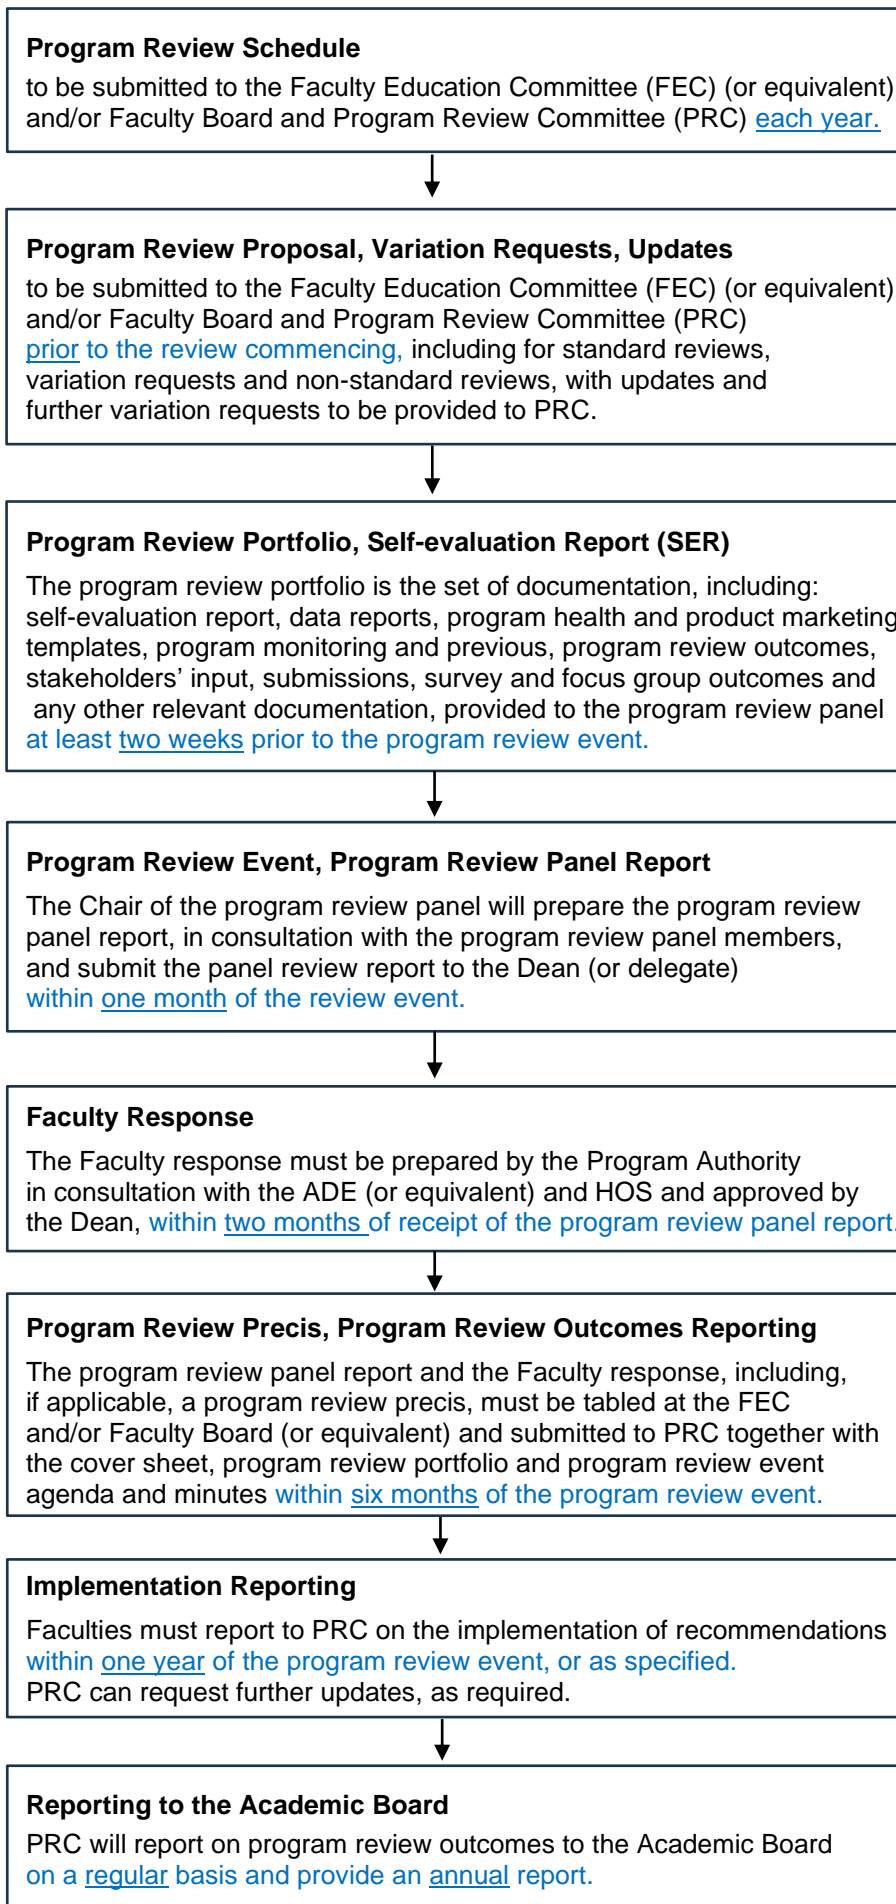 Program Review Schedule
to be submitted to the Faculty Education Committee (FEC) (or equivalent)
and/or Faculty Board and Program Review Committee (PRC) each year.
Program Review Proposal, Variation Requests, Updates
to be submitted to the Faculty Education Committee (FEC) (or equivalent)
and/or Faculty Board and Program Review Committee (PRC)
prior to the review commencing, including for standard reviews,
variation requests and non-standard reviews, with updates and
further variation requests to be provided to PRC.
Program Review Portfolio, Self-evaluation Report (SER)
The program review portfolio is the set of documentation, including:
self-evaluation report, data reports, program health and product marketing
templates, program monitoring and previous, program review outcomes,
stakeholders' input, submissions, survey and focus group outcomes and
any other relevant documentation, provided to the program review panel
at least two weeks prior to the program review event.
Program Review Event, Program Review Panel Report
The Chair of the program review panel will prepare the program review
panel report, in consultation with the program review panel members,
and submit the panel review report to the Dean (or delegate)
within one month of the review event.
Faculty Response
The Faculty response must be prepared by the Program Authority
in consultation with the ADE (or equivalent) and HOS and approved by
the Dean, within two months of receipt of the program review panel report.
Program Review Precis, Program Review Outcomes Reporting
The program review panel report and the Faculty response, including,
if applicable, a program review precis, must be tabled at the FEC
and/or Faculty Board (or equivalent) and submitted to PRC together with
the cover sheet, program review portfolio and program review event
agenda and minutes within six months of the program review event.
Implementation Reporting
Faculties must report to PRC on the implementation of recommendations
within one year of the program review event, or as specified.
PRC can request further updates, as required.
Reporting to the Academic Board
PRC will report on program review outcomes to the Academic Board
on a regular basis and provide an annual report.